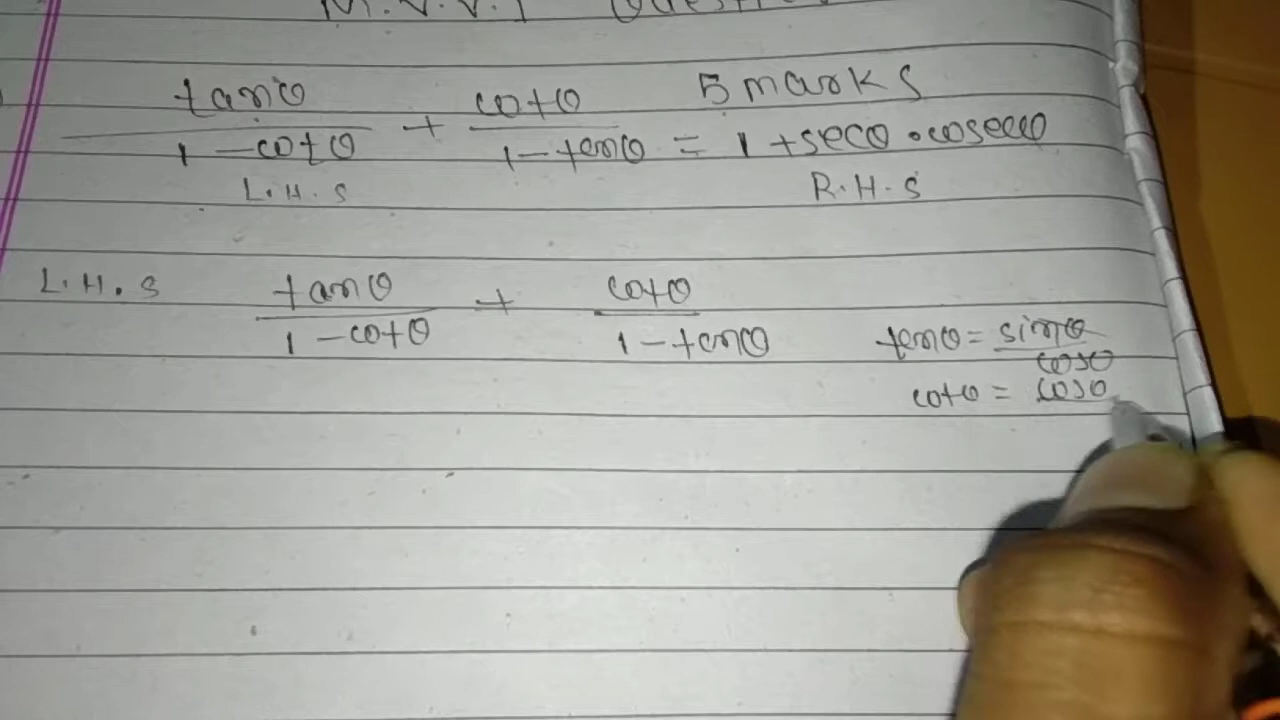 M.V.V.I Question
tanθ / 1 - cotθ + cotθ / 1 - tanθ = 1 + secθ . cosecθ 5 marks
L.H.S R.H.S
L.H.S tanθ / 1 - cotθ + cotθ / 1 - tanθ
tanθ = sinθ / cosθ
cotθ = cosθ